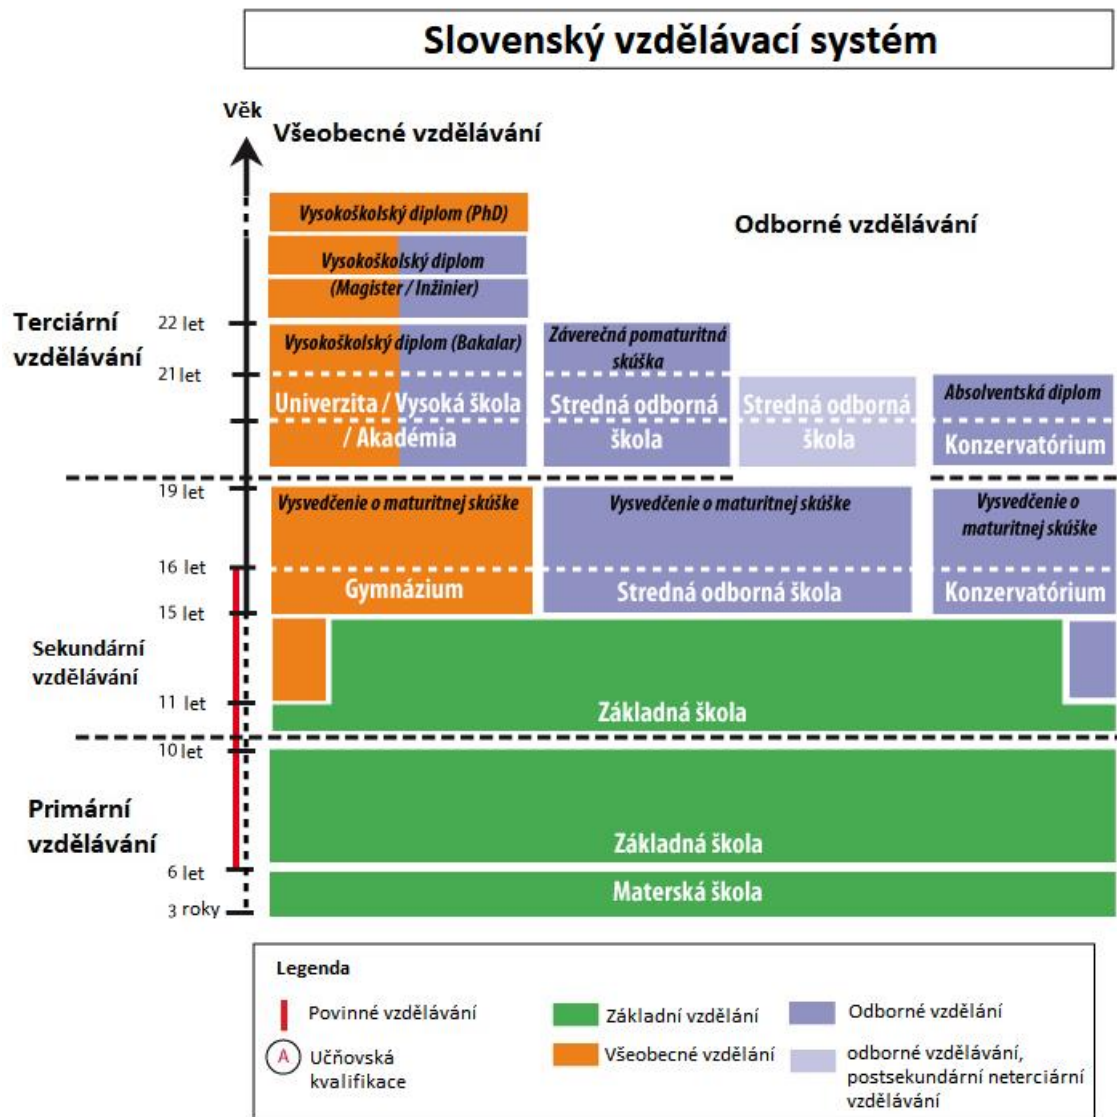 Slovenský vzdělávací systém
Věk
Všeobecné vzdělávání
Odborné vzdělávání
Vysokoškolský diplom (PhD)
Vysokoškolský diplom
(Magister / Inžinier)
Terciární
vzdělávání
22 let
21 let
Vysokoškolský diplom (Bakalar)
Univerzita / Vysoká škola
/ Akadémia
Záverečná pomaturitná
skúška
Stredná odborná
škola
Stredná odborná
škola
Absolventská diplom
Konzervatórium
19 let
Vysvedčenie o maturitnej skúške
Vysvedčenie o maturitnej skúške
Vysvedčenie o
maturitnej skúške
16 let
Gymnázium
Stredná odborná škola
Konzervatórium
15 let
Sekundární
vzdělávání
11 let
Základná škola
10 let
Primární
vzdělávání
Základná škola
6 let
Materská škola
3 roky
Legenda
Povinné vzdělávání
A Učňovská
kvalifikace
Základní vzdělání
Všeobecné vzdělání
Odborné vzdělání
odborné vzdělávání,
postsekundární neterciární
vzdělávání